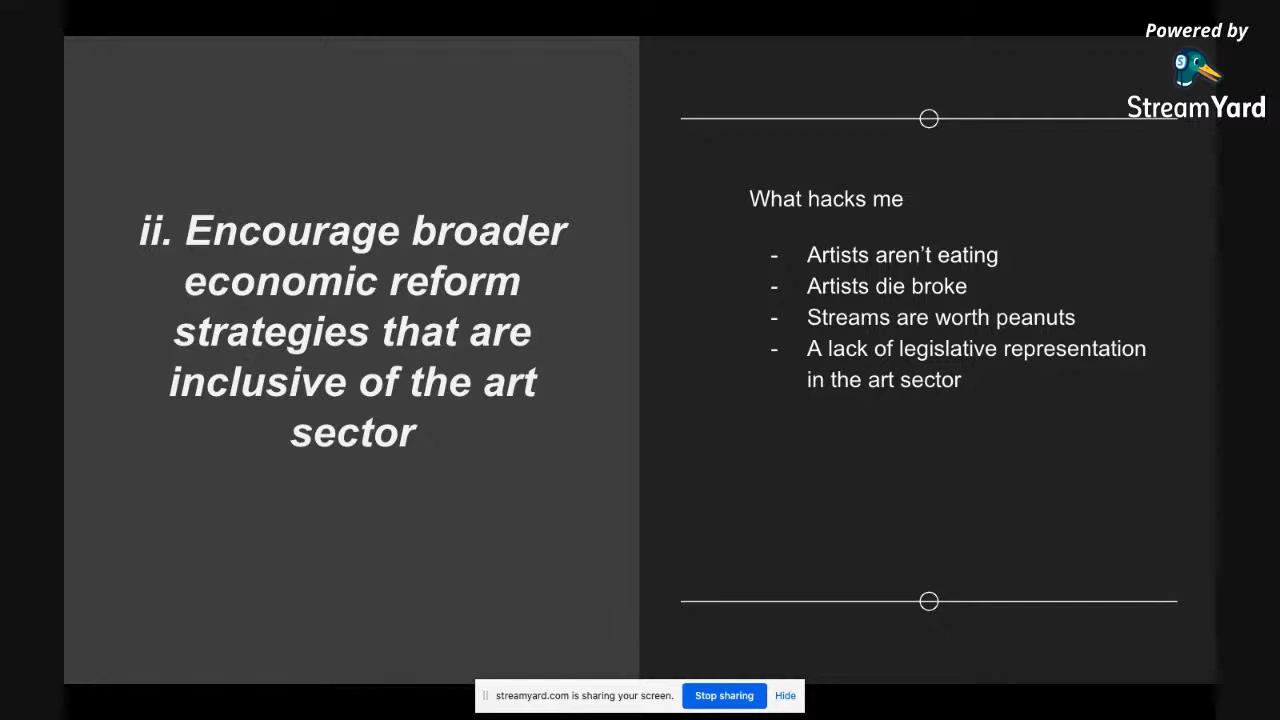 Powered by
StreamYard
ii. Encourage broader
economic reform
strategies that are
inclusive of the art
sector
What hacks me
- Artists aren’t eating
- Artists die broke
- Streams are worth peanuts
- A lack of legislative representation
in the art sector
streamyard.com is sharing your screen. Stop sharing Hide